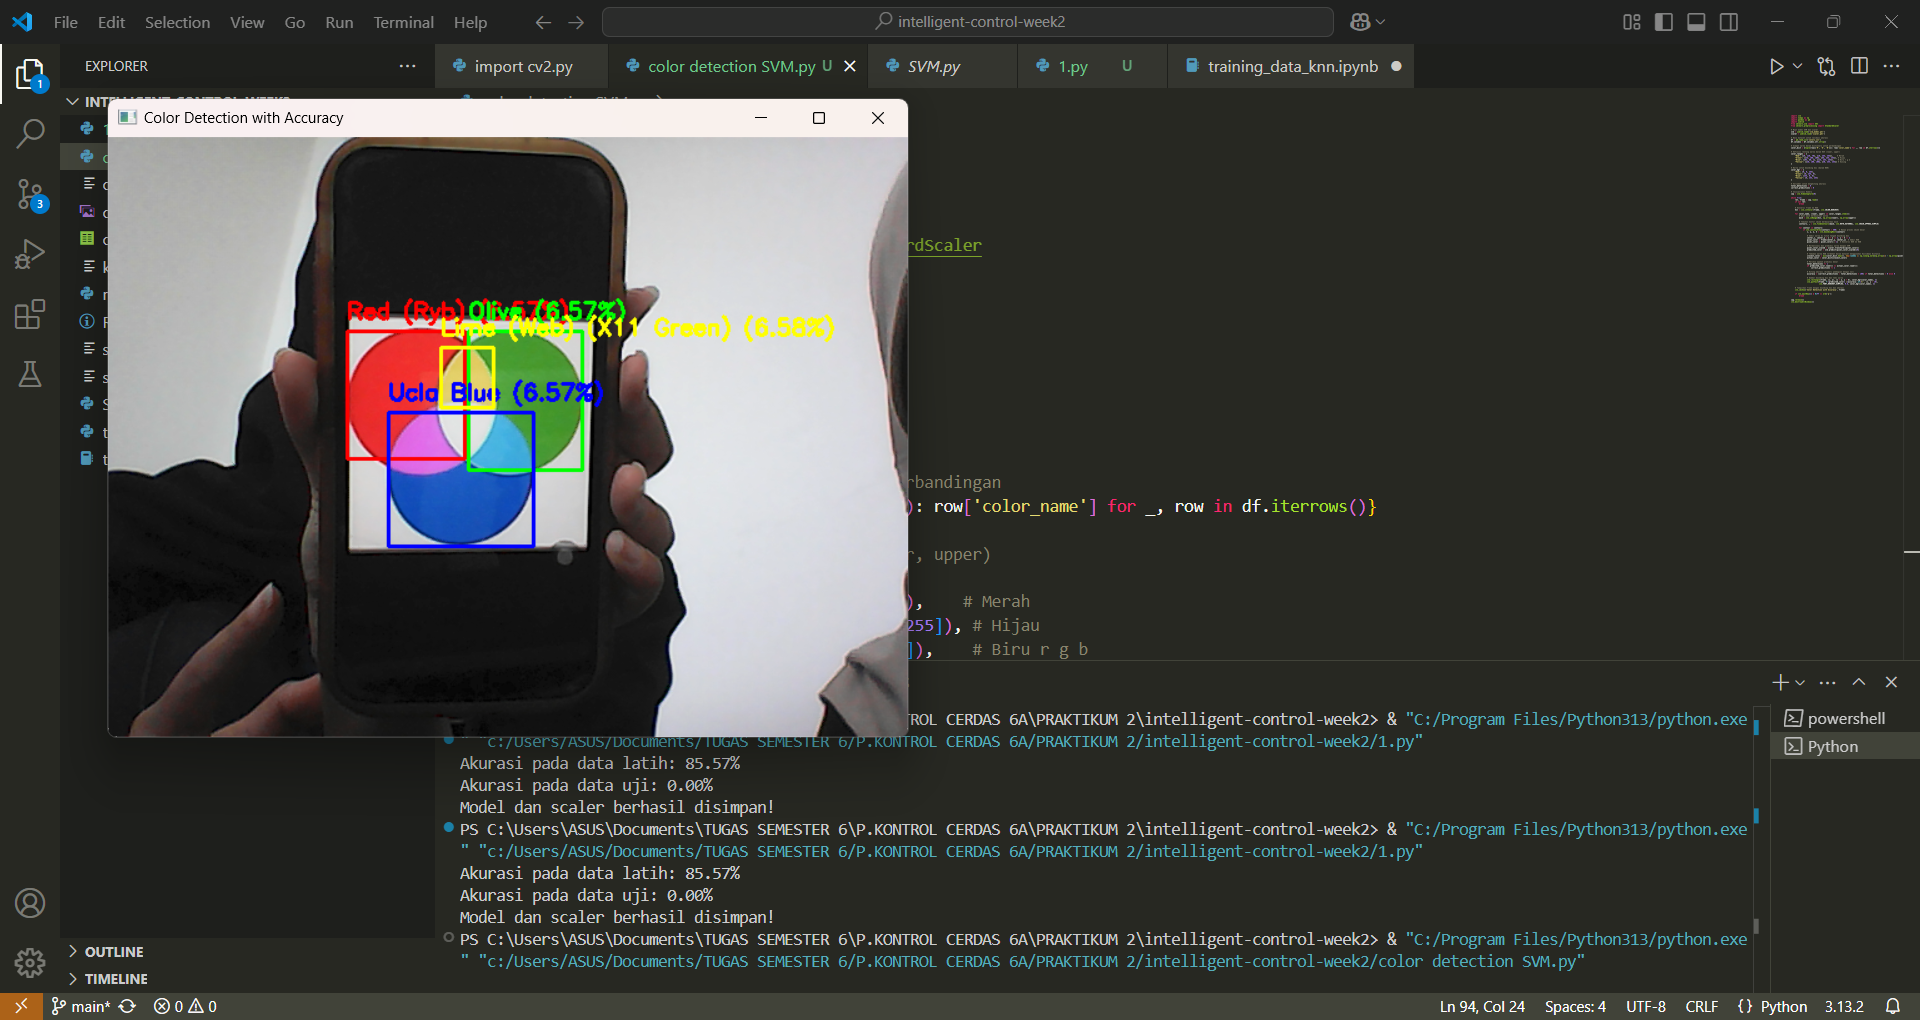 File Edit Selection View Go Run Terminal Help
intelligent-control-week2
EXPLORER
import cv2.py
color detection SVM.py U
SVM.py
1.py U
training_data_knn.ipynb
Color Detection with Accuracy
Olive (6.57%)
Lime (Web) (X11 Green) (6.58%)
Ucla Blue (6.57%)
rdScaler
rbandingan
): row['color_name'] for _, row in df.iterrows()}
r, upper)
), # Merah
255]), # Hijau
]), # Biru r g b
TROL CERDAS 6A\PRAKTIKUM 2\intelligent-control-week2> & "C:/Program Files/Python313/python.exe
" "c:/Users/ASUS/Documents/TUGAS SEMESTER 6/P.KONTROL CERDAS 6A/PRAKTIKUM 2/intelligent-control-week2/1.py"
Akurasi pada data latih: 85.57%
Akurasi pada data uji: 0.00%
Model dan scaler berhasil disimpan!
PS C:\Users\ASUS\Documents\TUGAS SEMESTER 6\P.KONTROL CERDAS 6A\PRAKTIKUM 2\intelligent-control-week2> & "C:/Program Files/Python313/python.exe
" "c:/Users/ASUS/Documents/TUGAS SEMESTER 6/P.KONTROL CERDAS 6A/PRAKTIKUM 2/intelligent-control-week2/1.py"
Akurasi pada data latih: 85.57%
Akurasi pada data uji: 0.00%
Model dan scaler berhasil disimpan!
PS C:\Users\ASUS\Documents\TUGAS SEMESTER 6\P.KONTROL CERDAS 6A\PRAKTIKUM 2\intelligent-control-week2> & "C:/Program Files/Python313/python.exe
" "c:/Users/ASUS/Documents/TUGAS SEMESTER 6/P.KONTROL CERDAS 6A/PRAKTIKUM 2/intelligent-control-week2/color detection SVM.py"
powershell
Python
OUTLINE
TIMELINE
main* 0 0
Ln 94, Col 24 Spaces: 4 UTF-8 CRLF {} Python 3.13.2